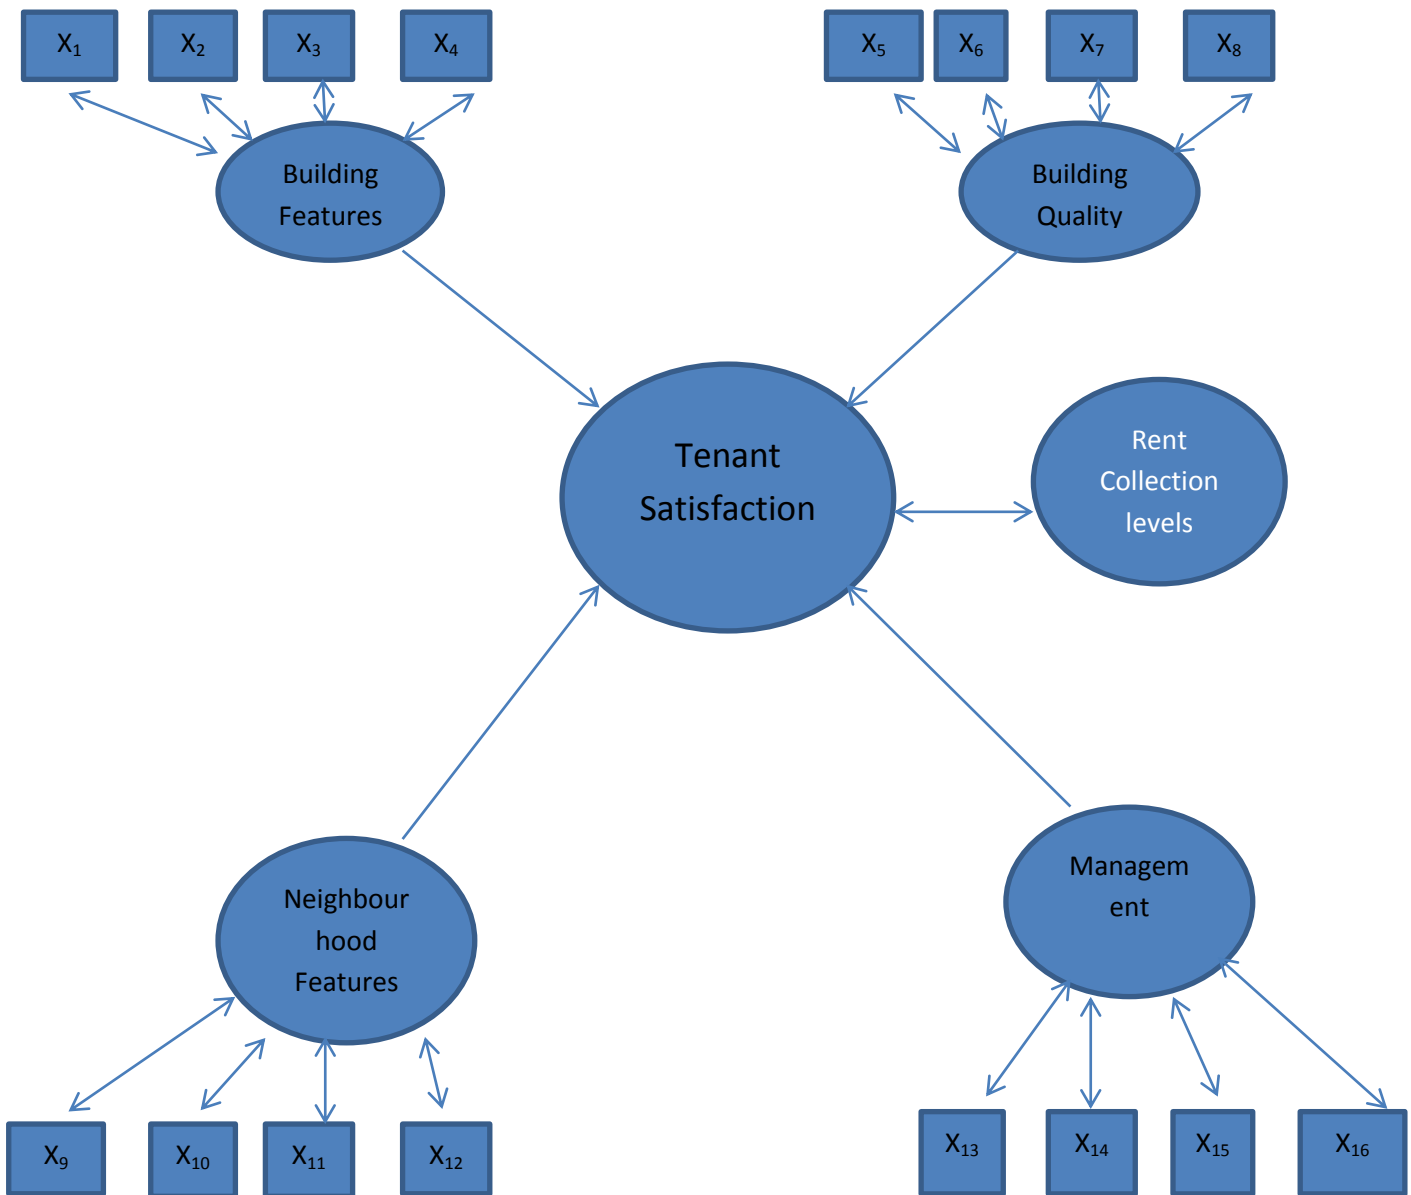 X₁ X₂ X₃ X₄ X₅ X₆ X₇ X₈
Building
Features
Building
Quality
Tenant
Satisfaction
Rent
Collection
levels
Neighbour
hood
Features
Managem
ent
X₉ X₁₀ X₁₁ X₁₂ X₁₃ X₁₄ X₁₅ X₁₆